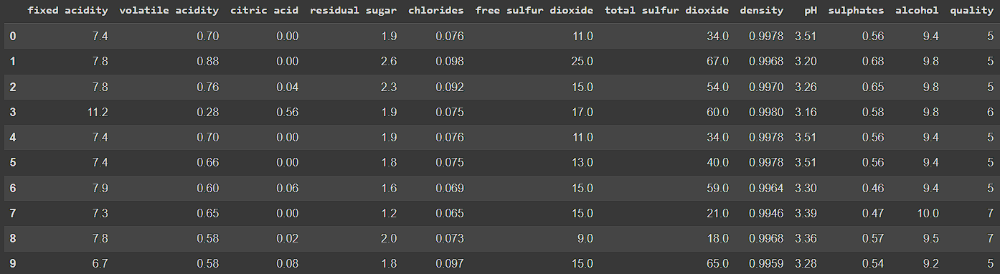 fixed acidity volatile acidity citric acid residual sugar chlorides free sulfur dioxide total sulfur dioxide density pH sulphates alcohol quality
0 7.4 0.70 0.00 1.9 0.076 11.0 34.0 0.9978 3.51 0.56 9.4 5
1 7.8 0.88 0.00 2.6 0.098 25.0 67.0 0.9968 3.20 0.68 9.8 5
2 7.8 0.76 0.04 2.3 0.092 15.0 54.0 0.9970 3.26 0.65 9.8 5
3 11.2 0.28 0.56 1.9 0.075 17.0 60.0 0.9980 3.16 0.58 9.8 6
4 7.4 0.70 0.00 1.9 0.076 11.0 34.0 0.9978 3.51 0.56 9.4 5
5 7.4 0.66 0.00 1.8 0.075 13.0 40.0 0.9978 3.51 0.56 9.4 5
6 7.9 0.60 0.06 1.6 0.069 15.0 59.0 0.9964 3.30 0.46 9.4 5
7 7.3 0.65 0.00 1.2 0.065 15.0 21.0 0.9946 3.39 0.47 10.0 7
8 7.8 0.58 0.02 2.0 0.073 9.0 18.0 0.9968 3.36 0.57 9.5 7
9 6.7 0.58 0.08 1.8 0.097 15.0 65.0 0.9959 3.28 0.54 9.2 5